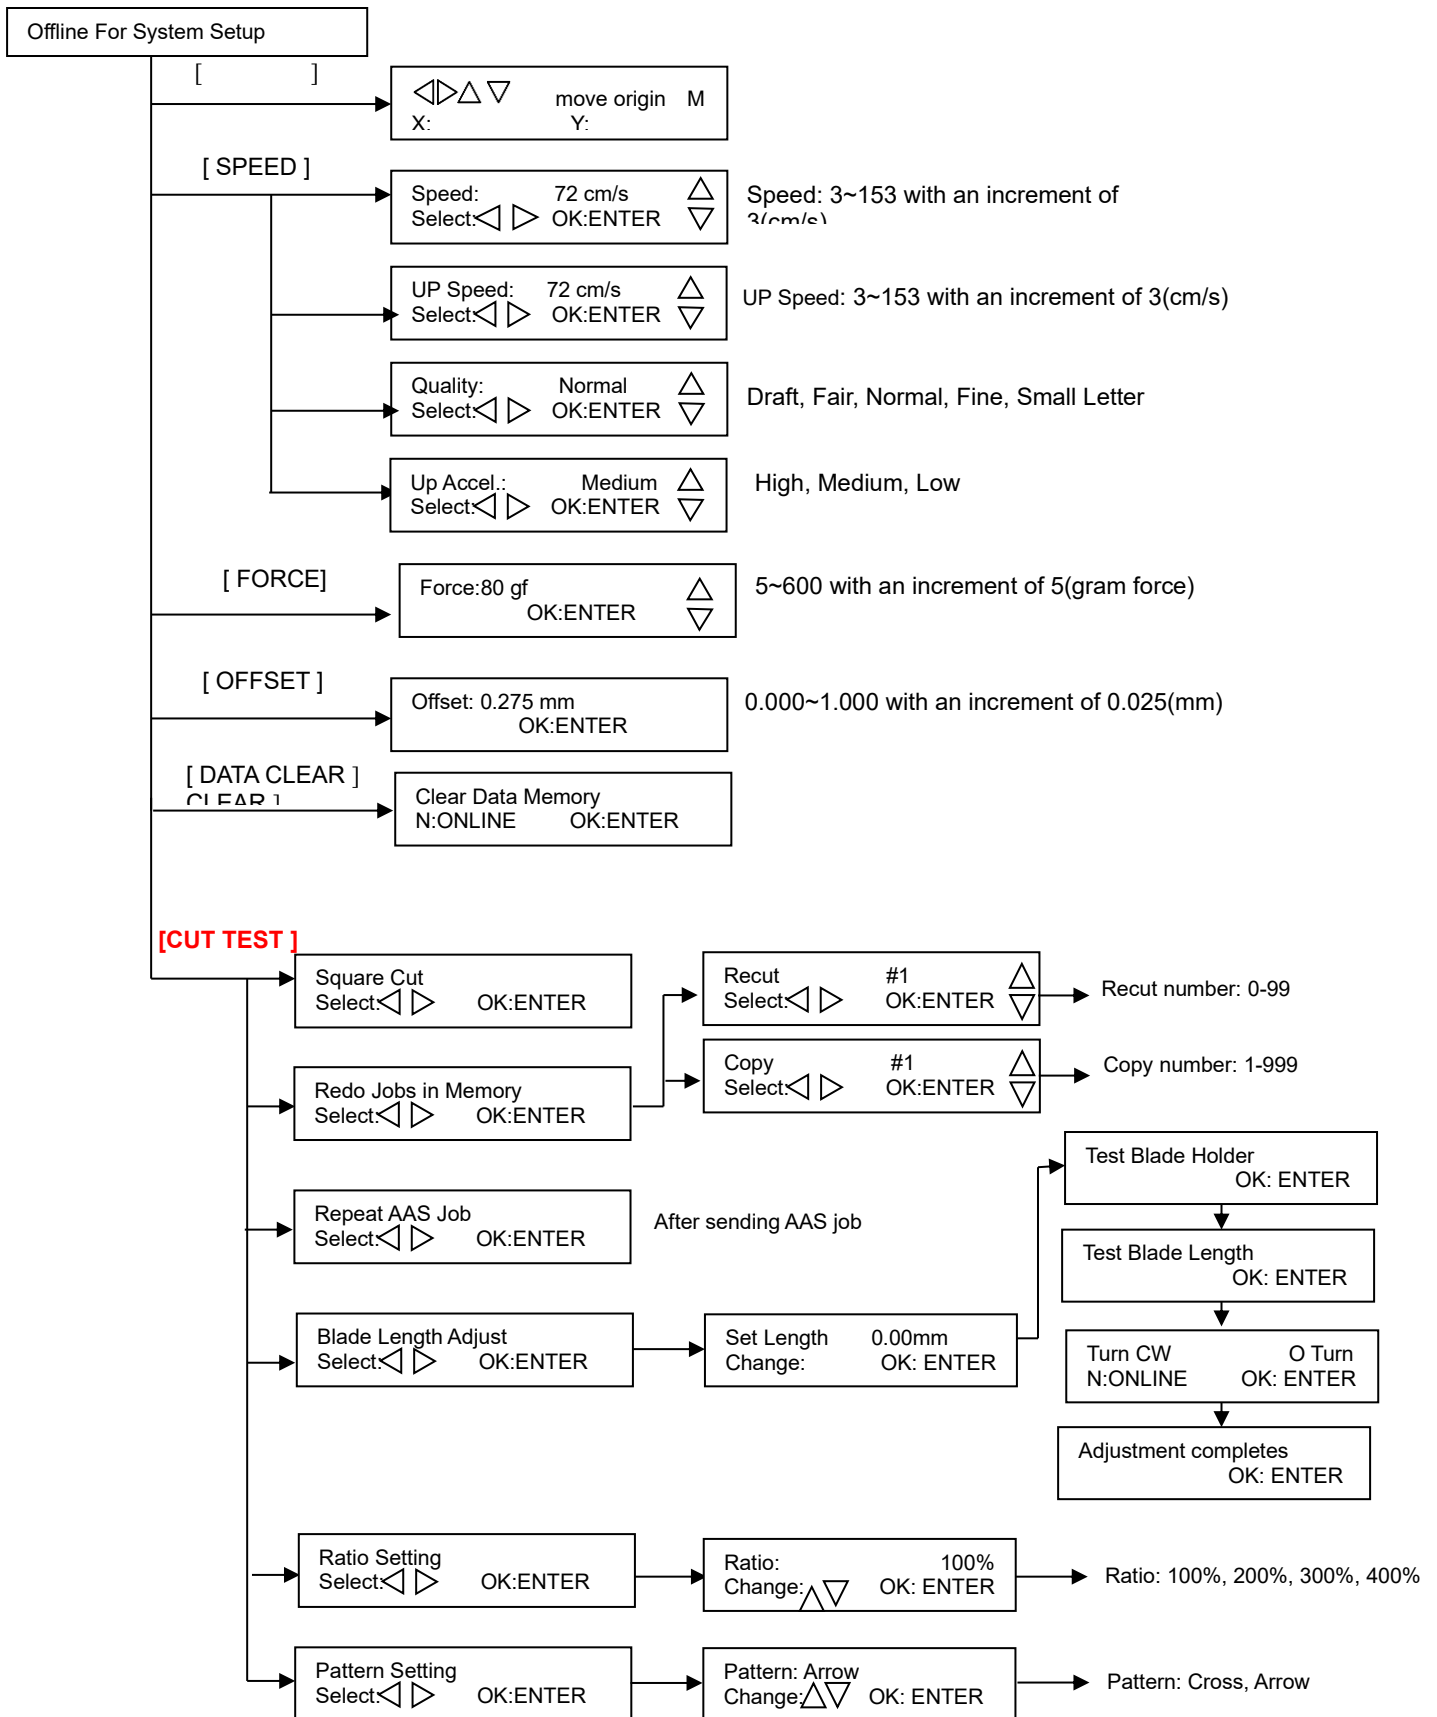 Offline For System Setup
[ ]
move origin M
X: Y:
[ SPEED ]
Speed: 72 cm/s
Select: OK:ENTER
Speed: 3~153 with an increment of
3(cm/s)
UP Speed: 72 cm/s
Select: OK:ENTER
UP Speed: 3~153 with an increment of 3(cm/s)
Quality: Normal
Select: OK:ENTER
Draft, Fair, Normal, Fine, Small Letter
Up Accel.: Medium
Select: OK:ENTER
High, Medium, Low
[ FORCE]
Force:80 gf
OK:ENTER
5~600 with an increment of 5(gram force)
[ OFFSET ]
Offset: 0.275 mm
OK:ENTER
0.000~1.000 with an increment of 0.025(mm)
[ DATA CLEAR ]
CLEAR ]
Clear Data Memory
N:ONLINE OK:ENTER
[CUT TEST ]
Square Cut
Select: OK:ENTER
Recut #1
Select: OK:ENTER
Recut number: 0-99
Copy #1
Select: OK:ENTER
Copy number: 1-999
Redo Jobs in Memory
Select: OK:ENTER
Test Blade Holder
OK: ENTER
Repeat AAS Job
Select: OK:ENTER
After sending AAS job
Test Blade Length
OK: ENTER
Blade Length Adjust
Select: OK:ENTER
Set Length 0.00mm
Change: OK: ENTER
Turn CW O Turn
N:ONLINE OK: ENTER
Adjustment completes
OK: ENTER
Ratio Setting
Select: OK:ENTER
Ratio: 100%
Change: OK: ENTER
Ratio: 100%, 200%, 300%, 400%
Pattern Setting
Select: OK:ENTER
Pattern: Arrow
Change: OK: ENTER
Pattern: Cross, Arrow